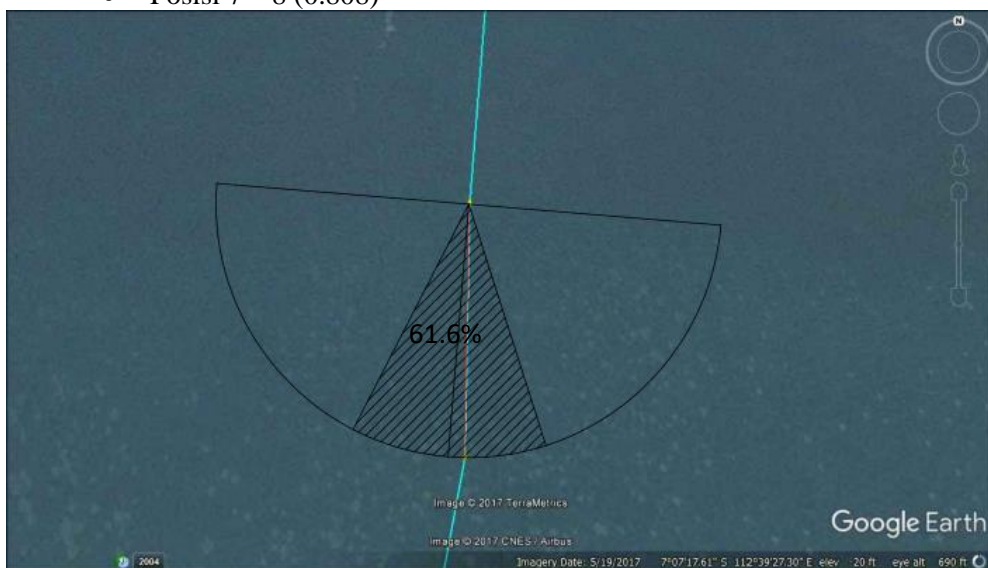 Posisi 7 – 8 (0.308)
N
61.6%
Image © 2017 TerraMetrics
Image © 2017 CNES / Airbus
Google Earth
2004
Imagery Date: 5/19/2017 7°07'17.61" S 112°39'27.30" E elev -20 ft eye alt 690 ft